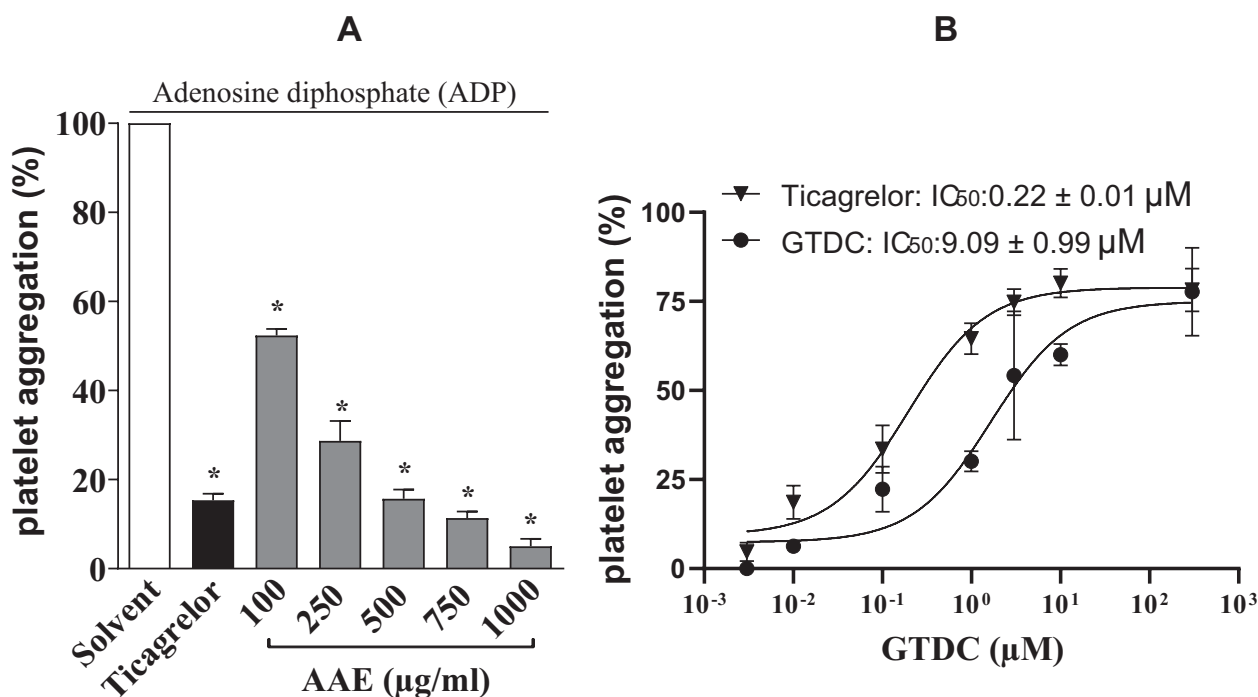 A
Adenosine diphosphate (ADP)
platelet aggregation (%)
100
80
60
40
20
0
Solvent
Ticagrelor
100
250
500
750
1000
AAE (µg/ml)
*
*
*
*
*
*
B
Ticagrelor: IC50:0.22 ± 0.01 µM
GTDC: IC50:9.09 ± 0.99 µM
platelet aggregation (%)
100
75
50
25
0
10⁻³
10⁻²
10⁻¹
10⁰
10¹
10²
10³
GTDC (µM)